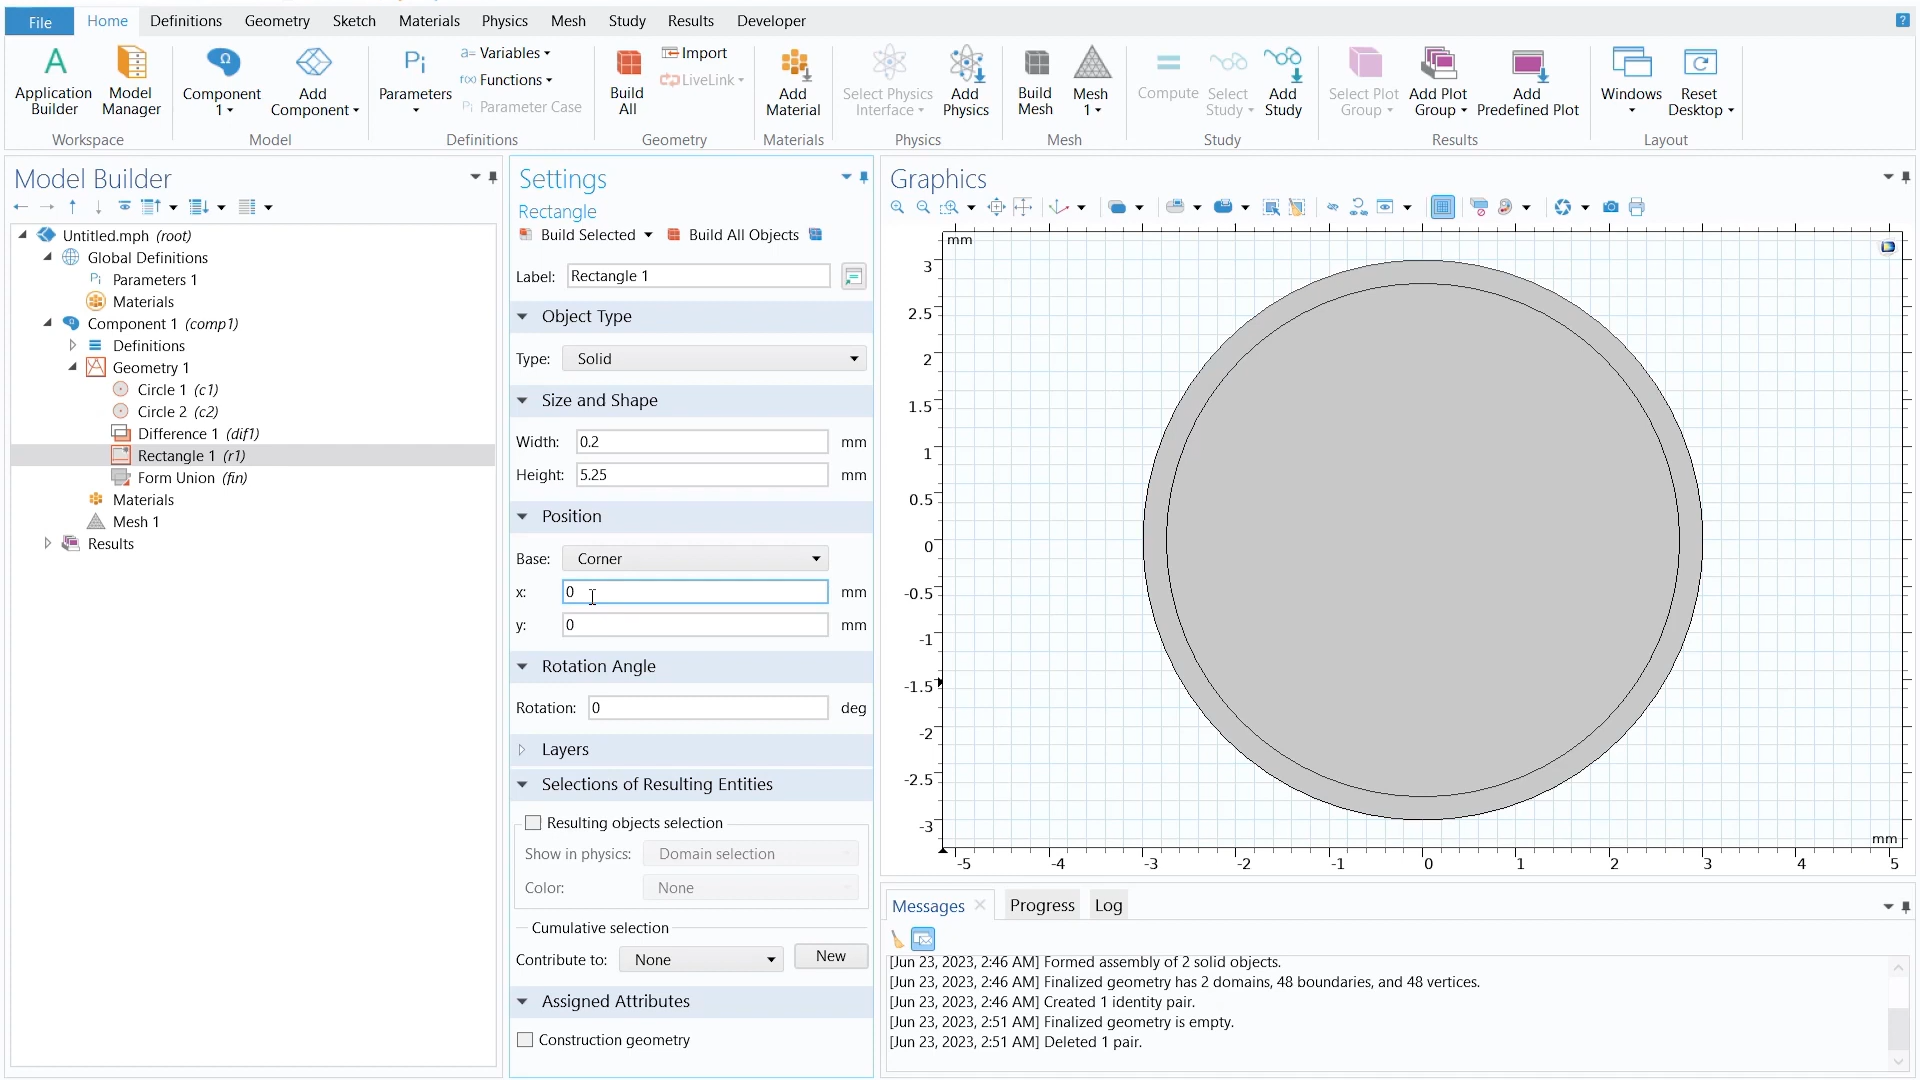 File Home Definitions Geometry Sketch Materials Physics Mesh Study Results Developer ?
Application Builder
Model Manager
Workspace
Component 1
Add Component
Model
Pi Parameters
a= Variables
f(x) Functions
Pi Parameter Case
Definitions
Build All
Import
LiveLink
Geometry
Add Material
Materials
Select Physics Interface
Add Physics
Physics
Build Mesh
Mesh 1
Mesh
Compute
Select Study
Add Study
Study
Select Plot Group
Add Plot Group
Add Predefined Plot
Results
Windows
Reset Desktop
Layout
Model Builder
Untitled.mph (root)
Global Definitions
Pi Parameters 1
Materials
Component 1 (comp1)
Definitions
Geometry 1
Circle 1 (c1)
Circle 2 (c2)
Difference 1 (dif1)
Rectangle 1 (r1)
Form Union (fin)
Materials
Mesh 1
Results
Settings
Rectangle
Build Selected Build All Objects
Label: Rectangle 1
Object Type
Type: Solid
Size and Shape
Width: 0.2 mm
Height: 5.25 mm
Position
Base: Corner
x: 0 mm
y: 0 mm
Rotation Angle
Rotation: 0 deg
Layers
Selections of Resulting Entities
Resulting objects selection
Show in physics: Domain selection
Color: None
Cumulative selection
Contribute to: None New
Assigned Attributes
Construction geometry
Graphics
mm
3
2.5
2
1.5
1
0.5
0
-0.5
-1
-1.5
-2
-2.5
-3
mm
-5 -4 -3 -2 -1 0 1 2 3 4 5
Messages Progress Log
[Jun 23, 2023, 2:46 AM] Formed assembly of 2 solid objects.
[Jun 23, 2023, 2:46 AM] Finalized geometry has 2 domains, 48 boundaries, and 48 vertices.
[Jun 23, 2023, 2:46 AM] Created 1 identity pair.
[Jun 23, 2023, 2:51 AM] Finalized geometry is empty.
[Jun 23, 2023, 2:51 AM] Deleted 1 pair.